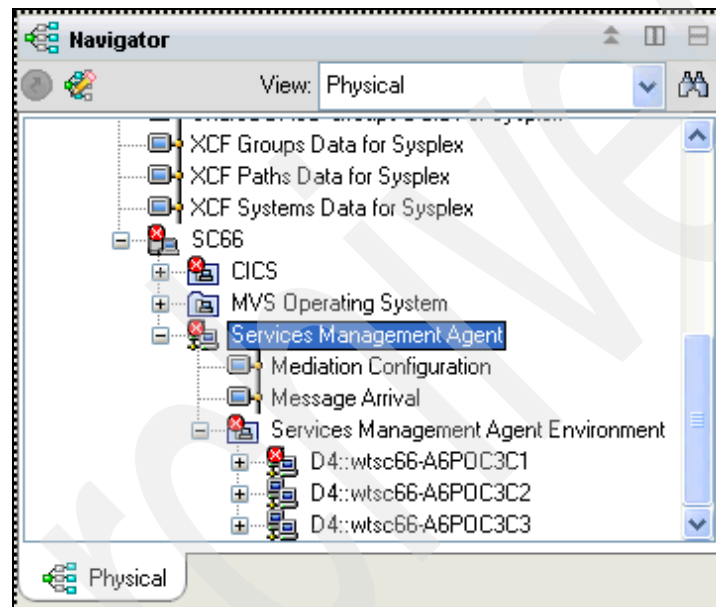 Navigator
View: Physical
XCF Groups Data for Sysplex
XCF Paths Data for Sysplex
XCF Systems Data for Sysplex
SC66
CICS
MVS Operating System
Services Management Agent
Mediation Configuration
Message Arrival
Services Management Agent Environment
D4::wtsc66-A6POC3C1
D4::wtsc66-A6POC3C2
D4::wtsc66-A6POC3C3
Physical